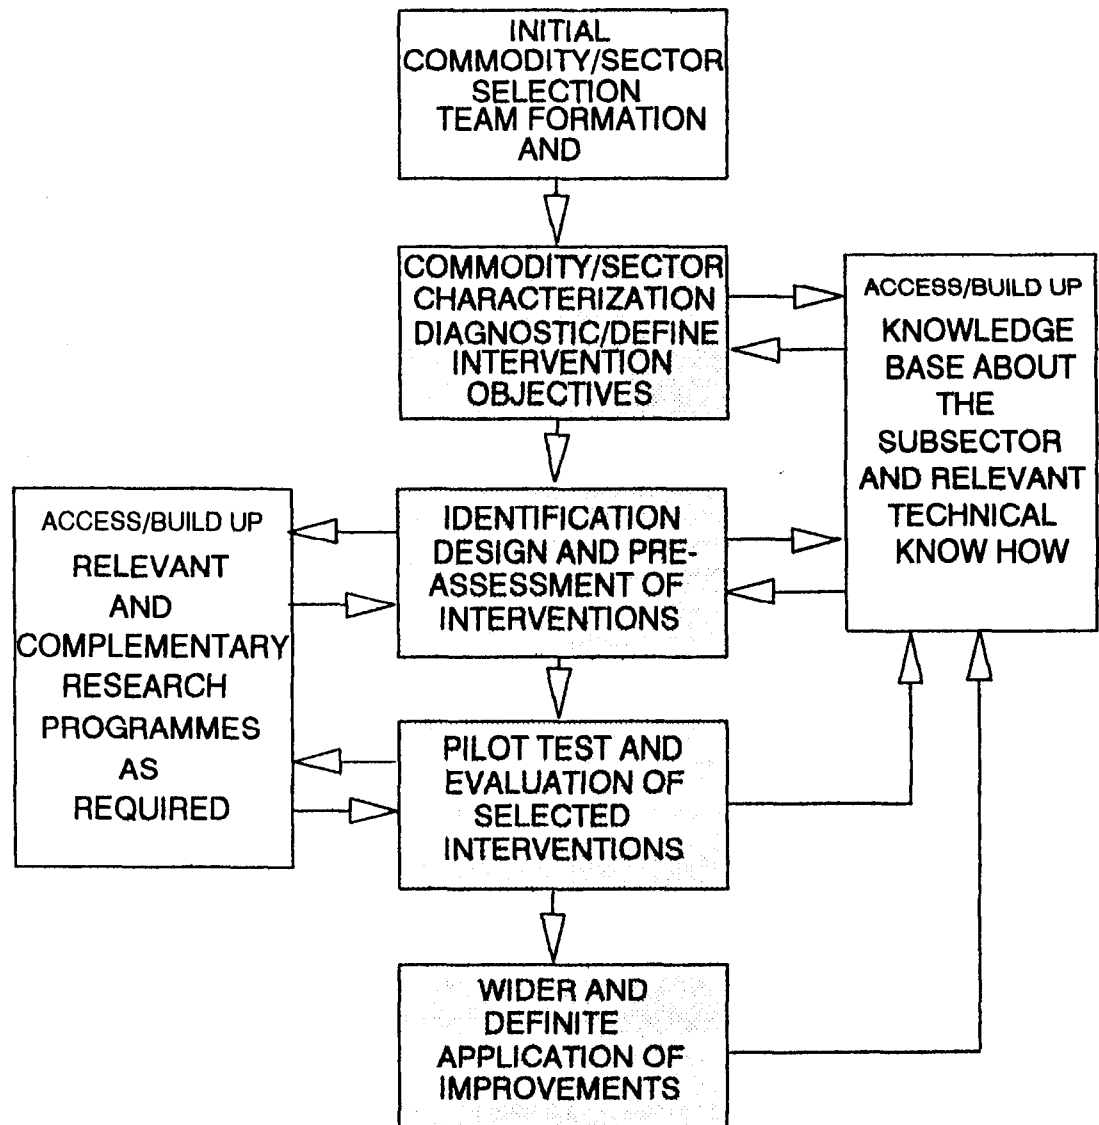 INITIAL
COMMODITY/SECTOR
SELECTION
TEAM FORMATION
AND
COMMODITY/SECTOR
CHARACTERIZATION
DIAGNOSTIC/DEFINE
INTERVENTION
OBJECTIVES
ACCESS/BUILD UP
KNOWLEDGE
BASE ABOUT
THE
SUBSECTOR
AND RELEVANT
TECHNICAL
KNOW HOW
IDENTIFICATION
DESIGN AND PRE-
ASSESSMENT OF
INTERVENTIONS
ACCESS/BUILD UP
RELEVANT
AND
COMPLEMENTARY
RESEARCH
PROGRAMMES
AS
REQUIRED
PILOT TEST AND
EVALUATION OF
SELECTED
INTERVENTIONS
WIDER AND
DEFINITE
APPLICATION OF
IMPROVEMENTS